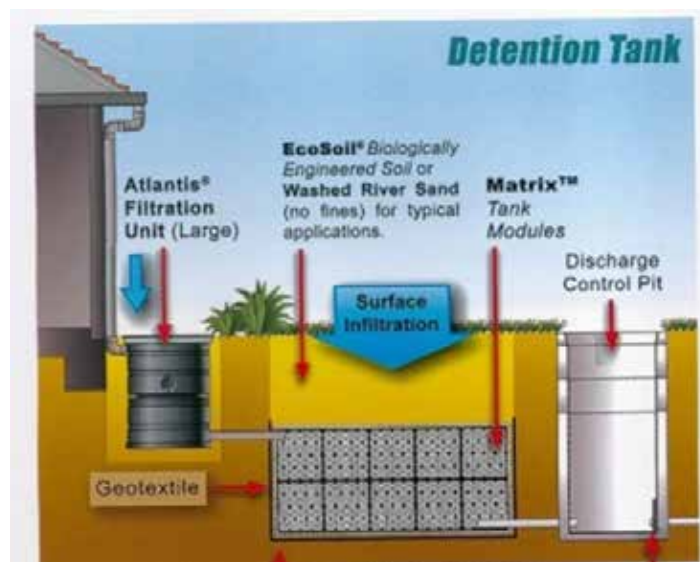 Detention Tank
EcoSoil® Biologically
Engineered Soil or
Washed River Sand
(no fines) for typical
applications.
Atlantis®
Filtration
Unit (Large)
Matrix™
Tank
Modules
Discharge
Control Pit
Surface
Infiltration
Geotextile